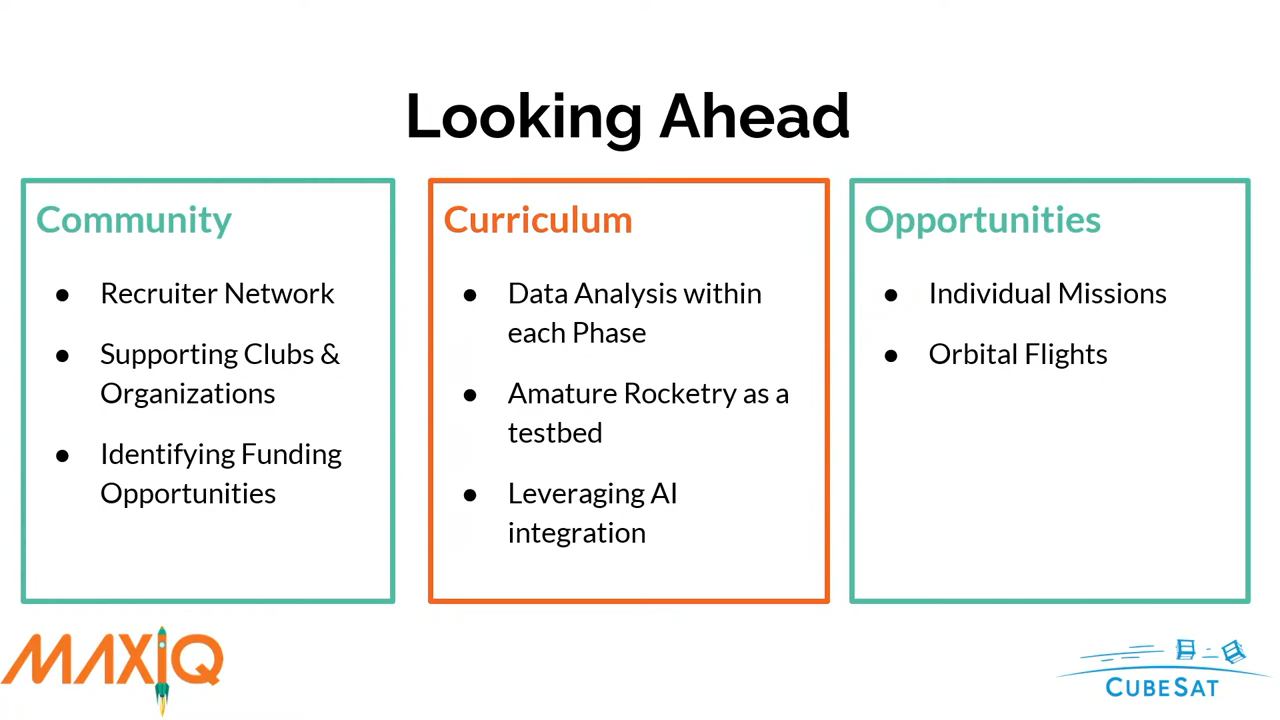 Looking Ahead
Community
● Recruiter Network
● Supporting Clubs &
Organizations
● Identifying Funding
Opportunities
Curriculum
● Data Analysis within
each Phase
● Amature Rocketry as a
testbed
● Leveraging AI
integration
Opportunities
● Individual Missions
● Orbital Flights
MAXIQ
CUBESAT